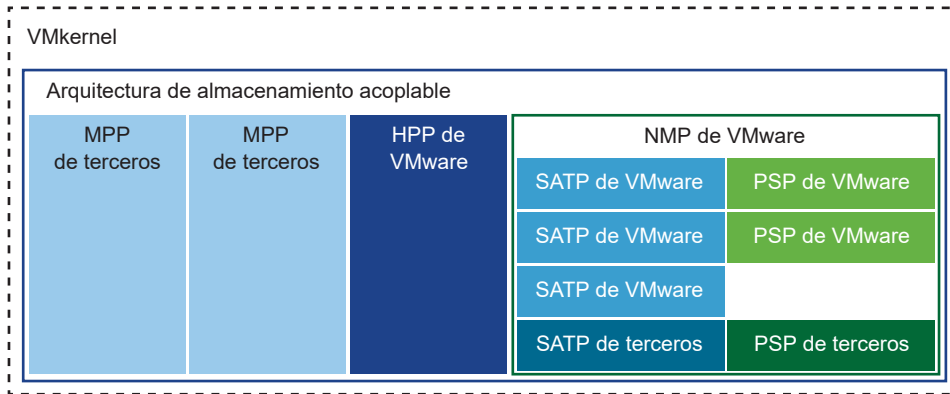 VMkernel
Arquitectura de almacenamiento acoplable
MPP
de terceros
MPP
de terceros
HPP de
VMware
NMP de VMware
SATP de VMware
PSP de VMware
SATP de VMware
PSP de VMware
SATP de VMware
SATP de terceros
PSP de terceros